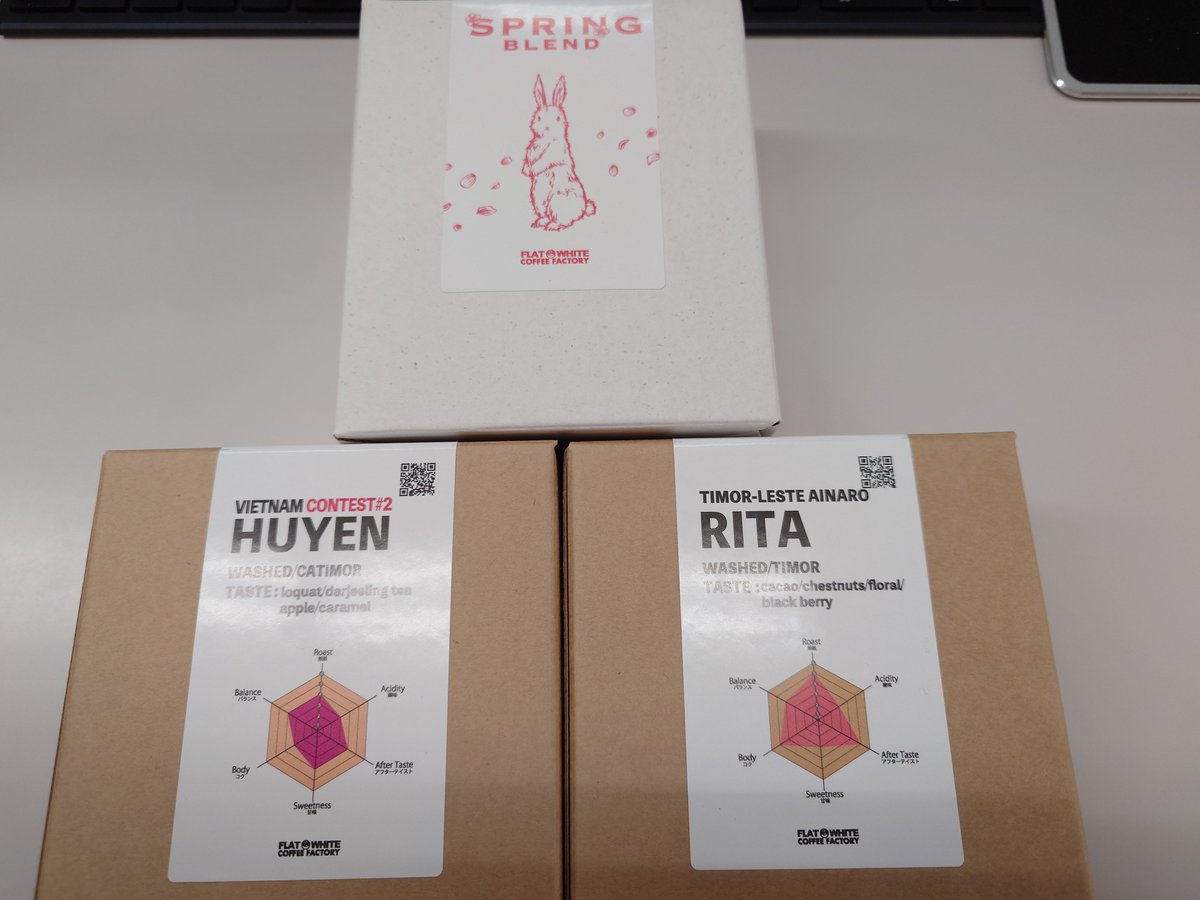 SPRING
BLEND
FLAT WHITE
COFFEE FACTORY
VIETNAM CONTEST#2
HUYEN
WASHED/CATIMOR
TASTE : loquat/darjeeling tea
apple/caramel
Roast
Acidity
酸味
After Taste
アフターテイスト
Sweetness
甘味
Body
コク
Balance
バランス
FLAT WHITE
COFFEE FACTORY
TIMOR-LESTE AINARO
RITA
WASHED/TIMOR
TASTE :cacao/chestnuts/floral/
black berry
Roast
Acidity
酸味
After Taste
アフターテイスト
Sweetness
甘味
Body
コク
Balance
バランス
FLAT WHITE
COFFEE FACTORY